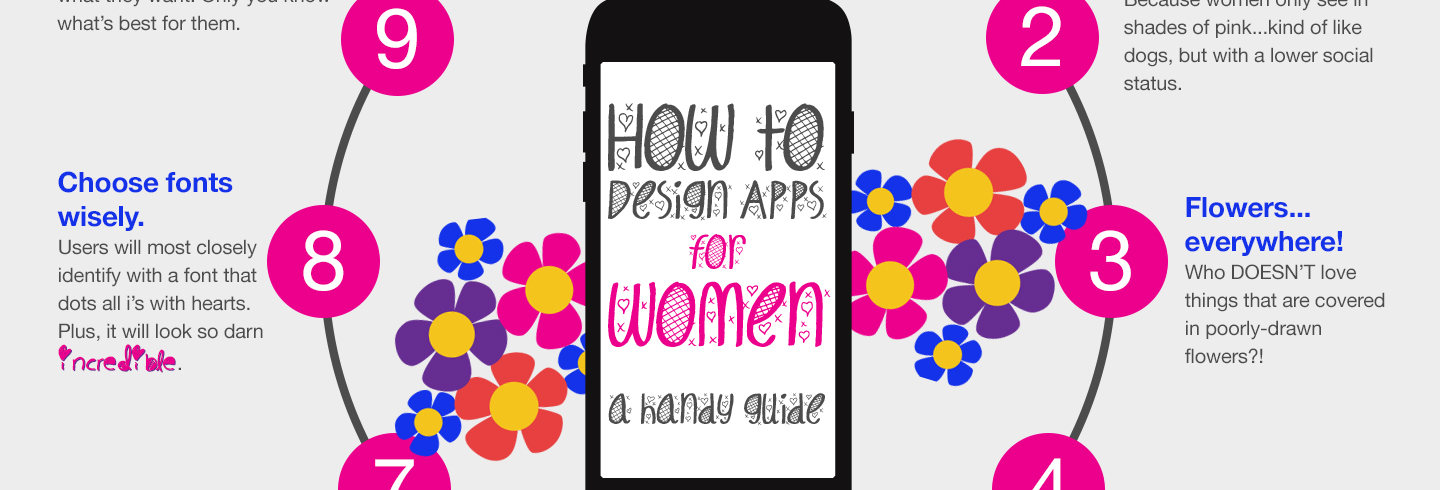 what they want. Only you know
what's best for them.
9
Choose fonts
wisely.
Users will most closely
identify with a font that
dots all i's with hearts.
Plus, it will look so darn
incredible.
8
7
How to
Design Apps
for
women
a handy guide
2
Because women only see in
shades of pink...kind of like
dogs, but with a lower social
status.
3
Flowers...
everywhere!
Who DOESN'T love
things that are covered
in poorly-drawn
flowers?!
4